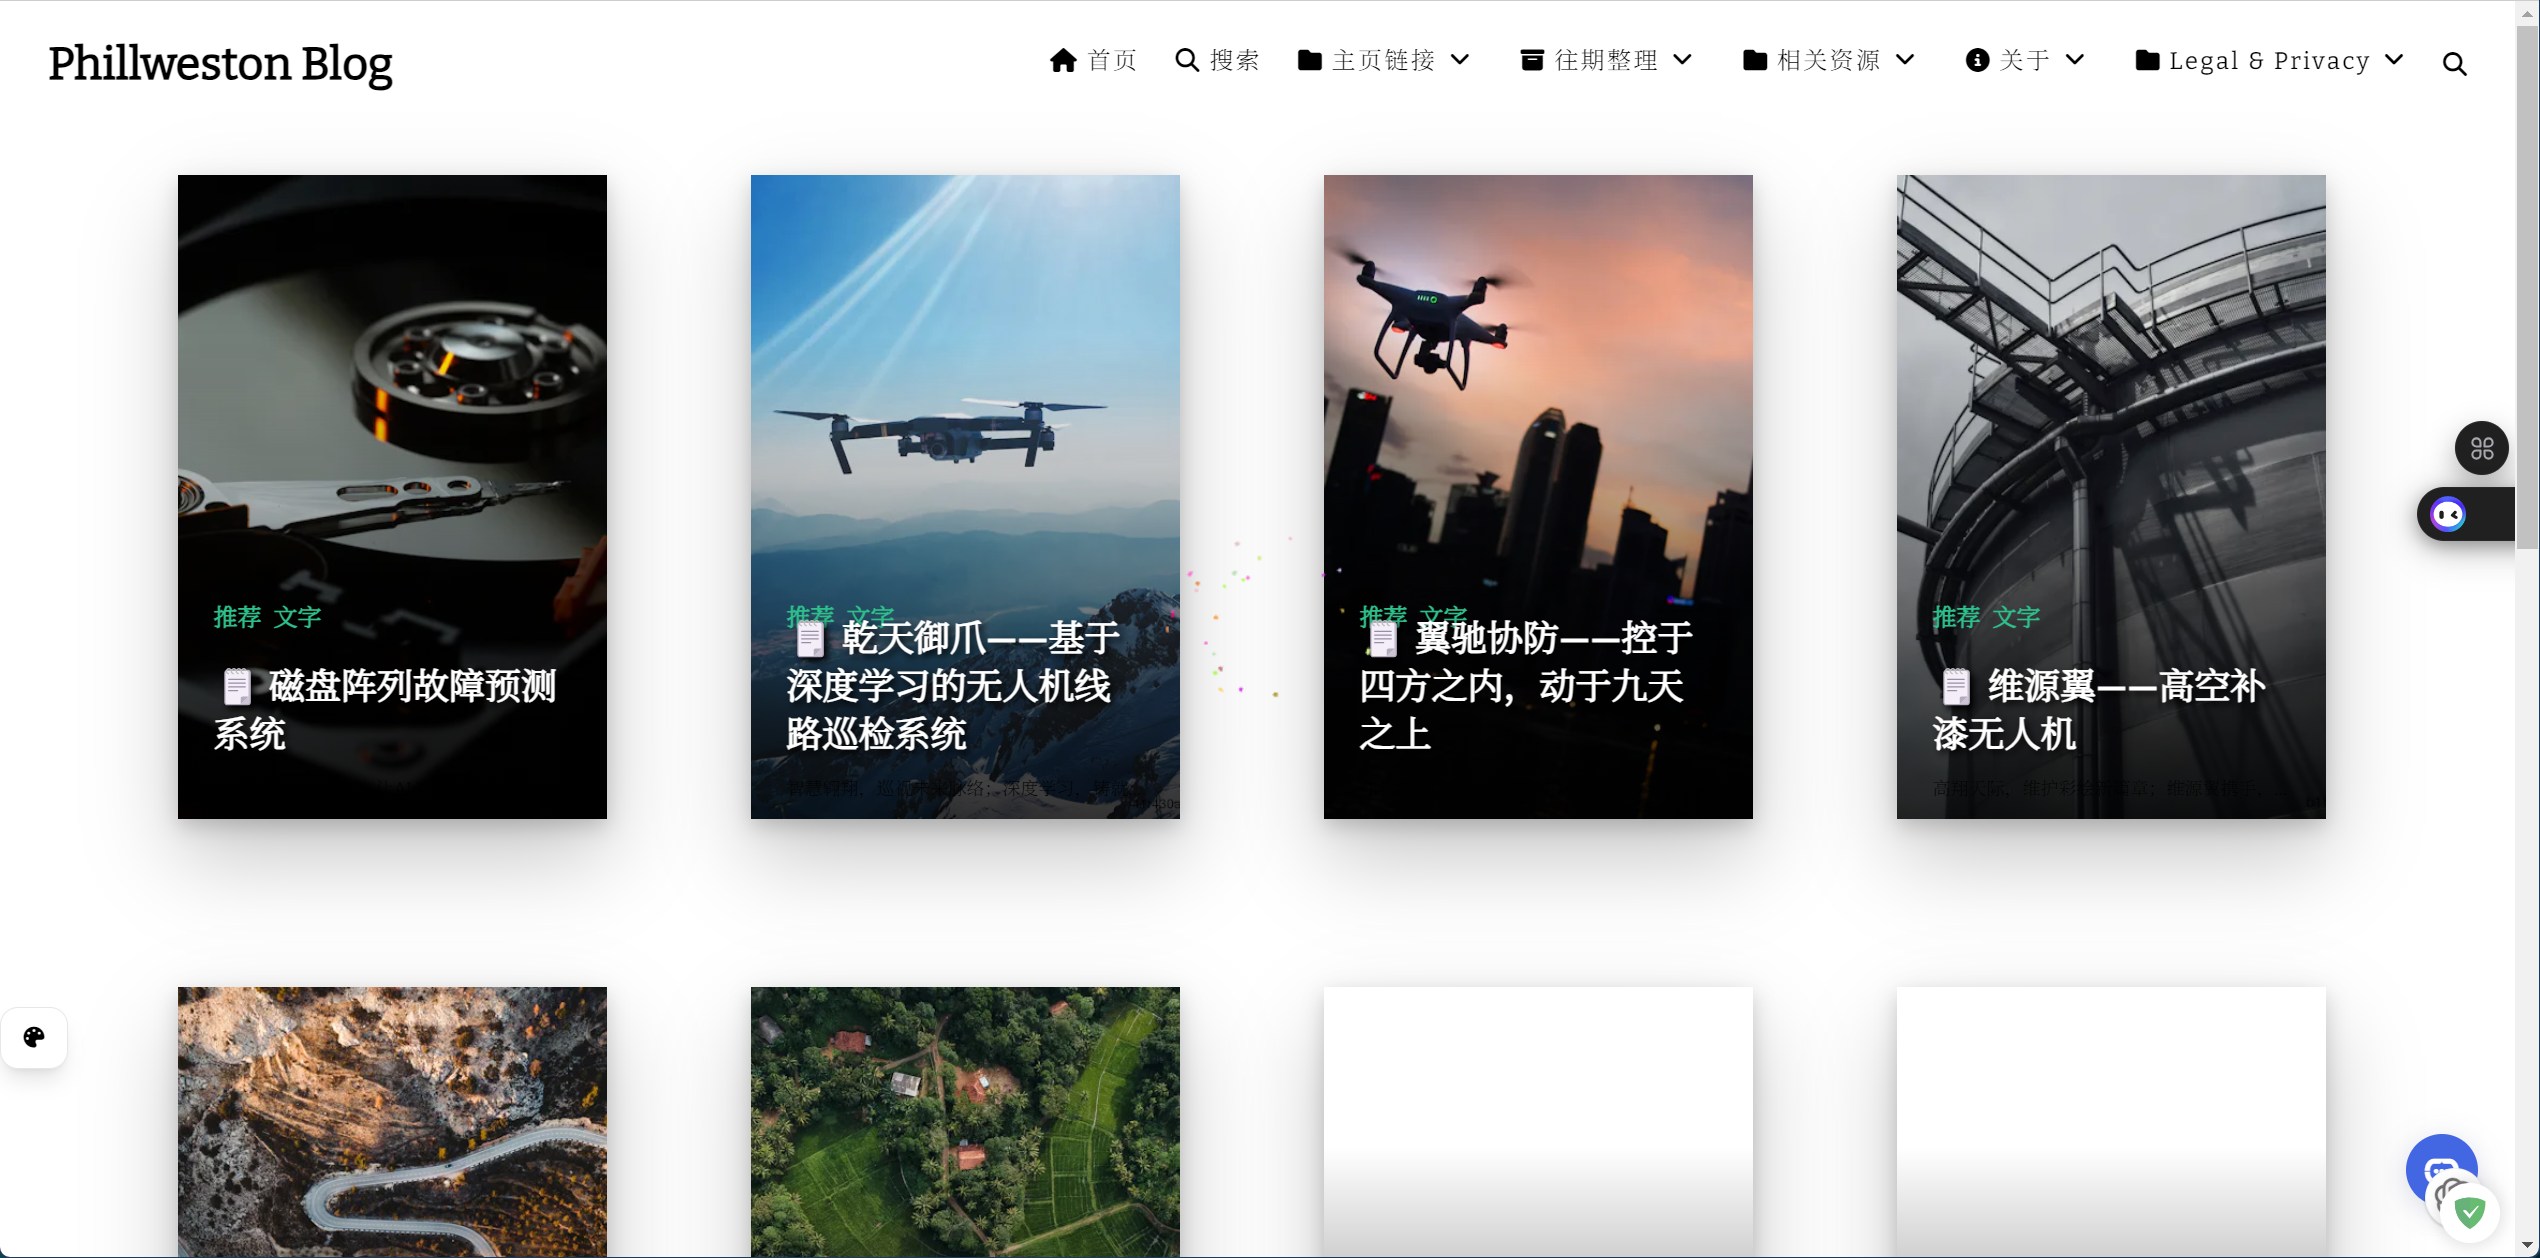 Phillweston Blog
首页 搜索 主页链接 往期整理 相关资源 关于 Legal & Privacy
推荐 文字
磁盘阵列故障预测
系统
推荐 文字
乾天御爪——基于
深度学习的无人机线
路巡检系统
推荐 文字
翼驰协防——控于
四方之内，动于九天
之上
推荐 文字
维源翼——高空补
漆无人机